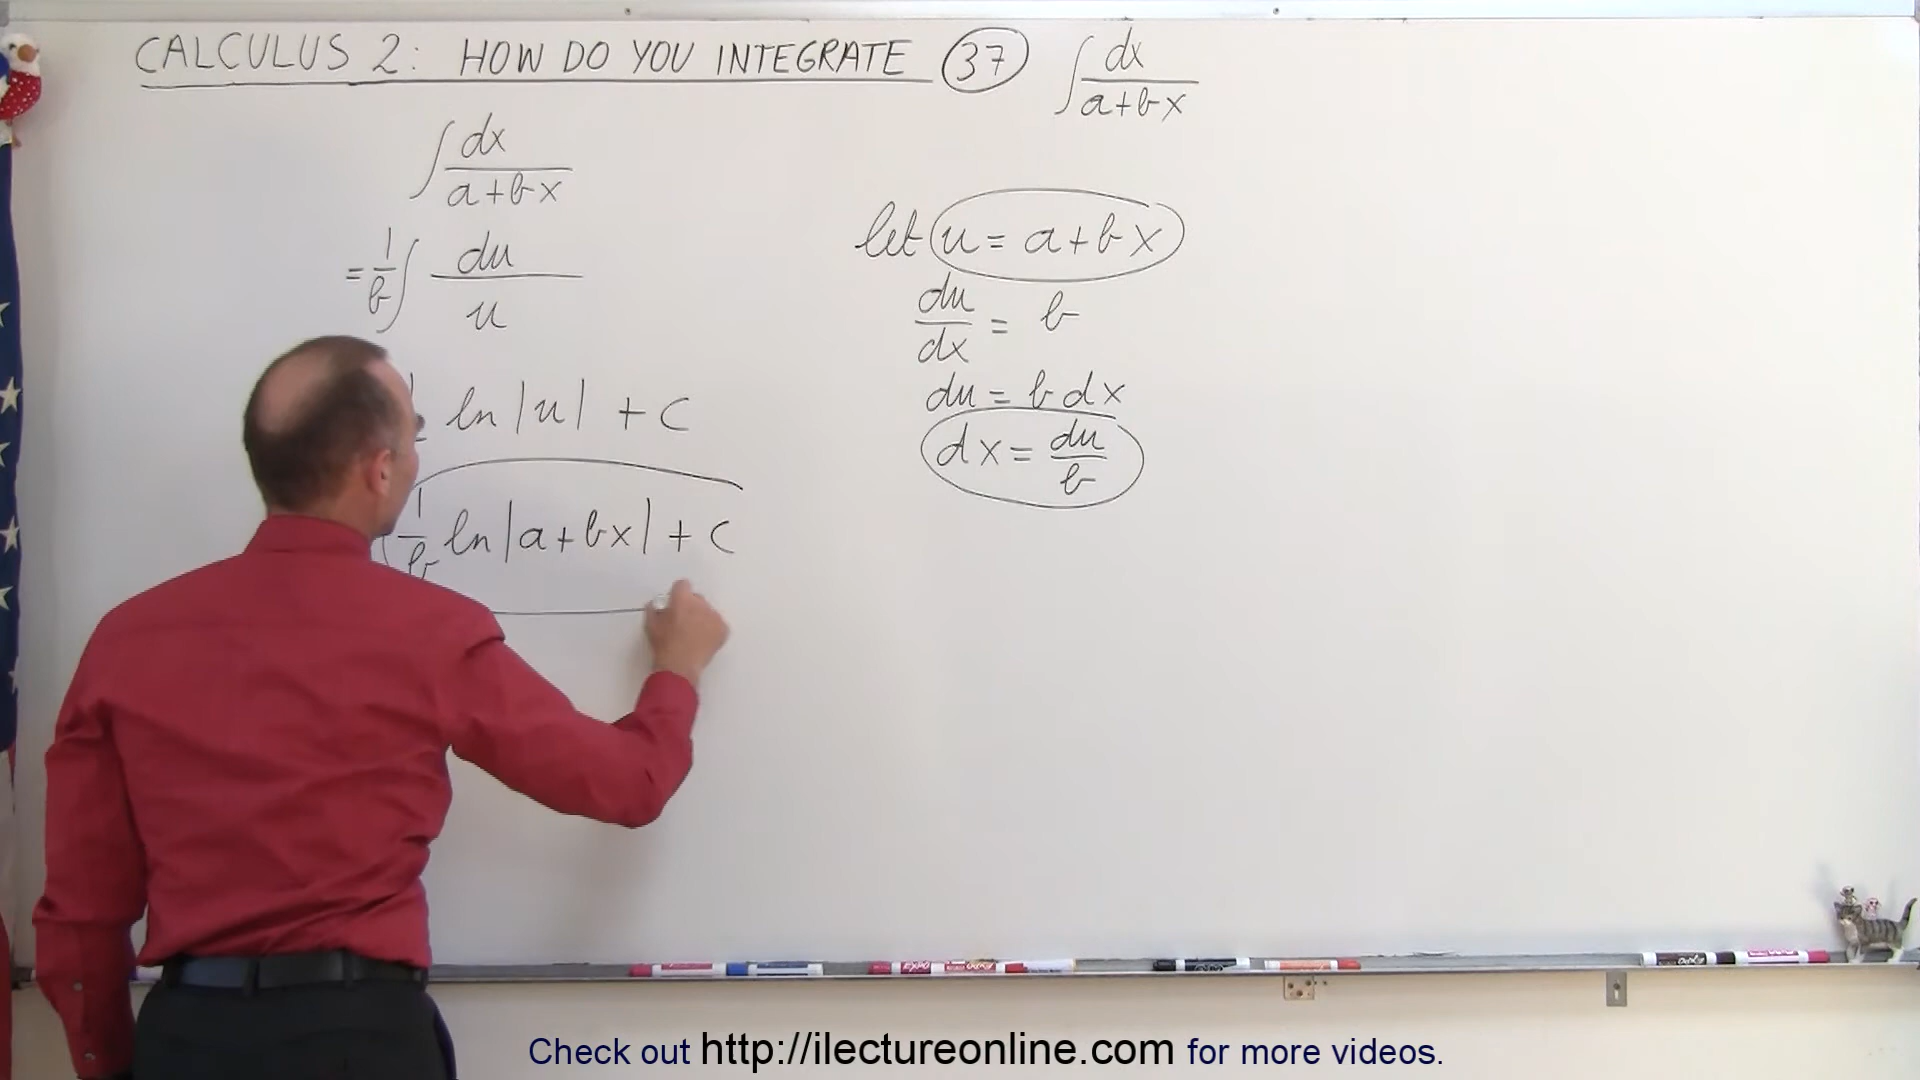 CALCULUS 2: HOW DO YOU INTEGRATE 37 ∫ dx/(a+bx)
∫ dx/(a+bx)
= 1/b ∫ du/u
ln|u| + C
1/b ln|a+bx| + C
let u = a+bx
du/dx = b
du = b dx
dx = du/b
EXPO
Check out http://ilectureonline.com for more videos.